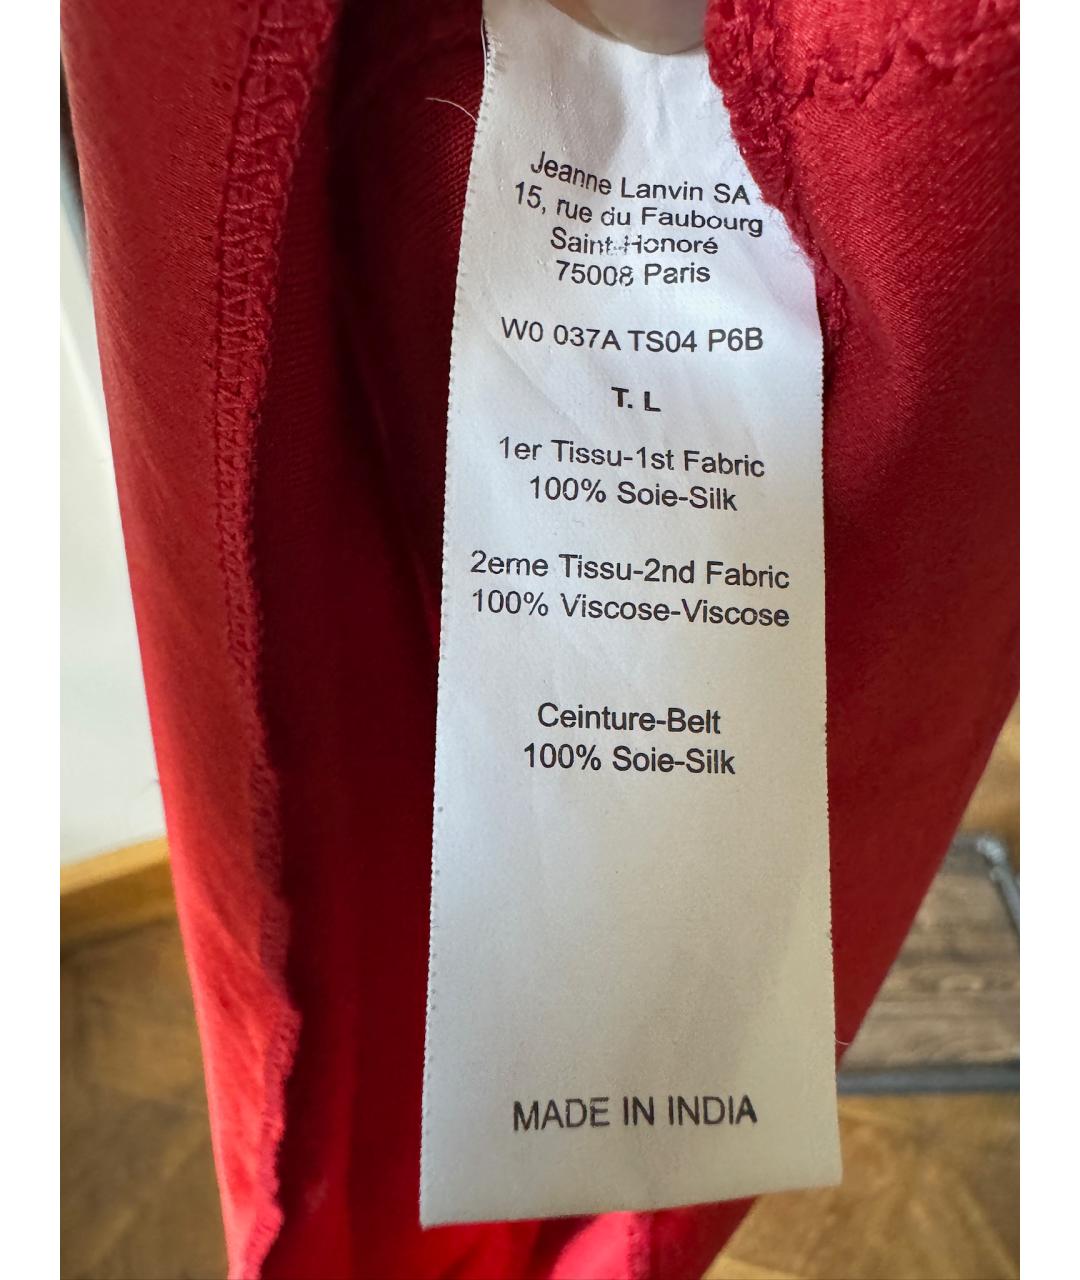 Jeanne Lanvin SA
15, rue du Faubourg
Saint-Honoré
75008 Paris
W0 037A TS04 P6B
T. L
1er Tissu-1st Fabric
100% Soie-Silk
2eme Tissu-2nd Fabric
100% Viscose-Viscose
Ceinture-Belt
100% Soie-Silk
MADE IN INDIA